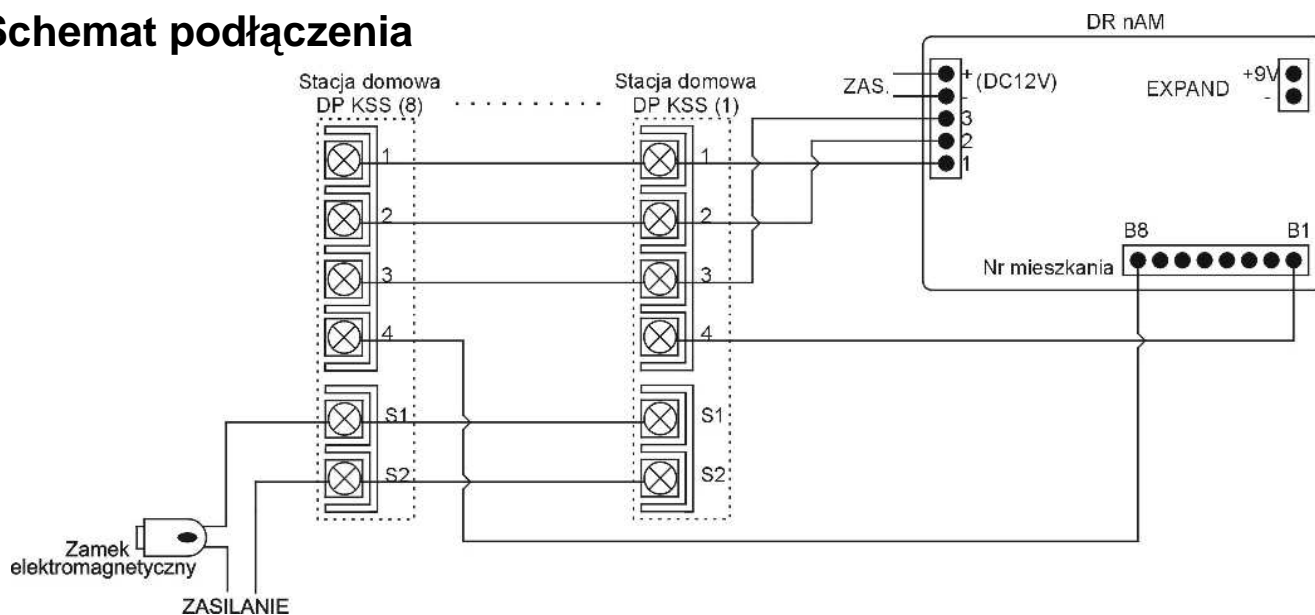 Schemat podłączenia
DR nAM
Stacja domowa
DP KSS (8)
. . . . . . . . . . .
Stacja domowa
DP KSS (1)
ZAS.
+
(DC12V)
-
3
2
1
EXPAND
+9V
-
1
2
3
4
S1
S2
1
2
3
4
S1
S2
B8
B1
Nr mieszkania
Zamek
elektromagnetyczny
ZASILANIE